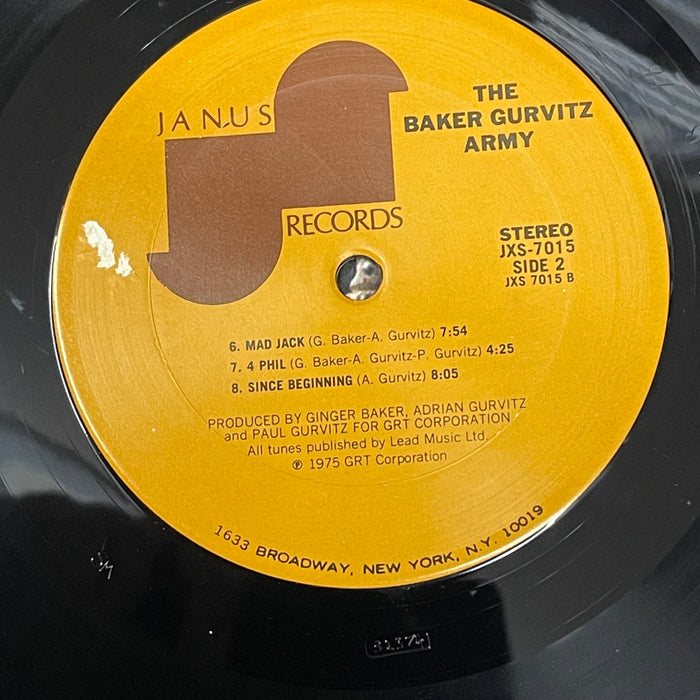 JANUS
RECORDS
THE
BAKER GURVITZ
ARMY
STEREO
JXS-7015
SIDE 2
JXS 7015 B
6. MAD JACK (G. Baker-A. Gurvitz) 7:54
7. 4 PHIL (G. Baker-A. Gurvitz-P. Gurvitz) 4:25
8. SINCE BEGINNING (A. Gurvitz) 8:05
PRODUCED BY GINGER BAKER, ADRIAN GURVITZ
and PAUL GURVITZ FOR GRT CORPORATION
All tunes published by Lead Music Ltd.
℗ 1975 GRT Corporation
1633 BROADWAY, NEW YORK, N.Y. 10019